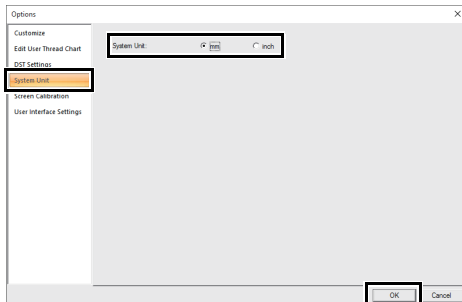 Options
Customize
Edit User Thread Chart
DST Settings
System Unit
Screen Calibration
User Interface Settings
System Unit: mm inch
OK Cancel